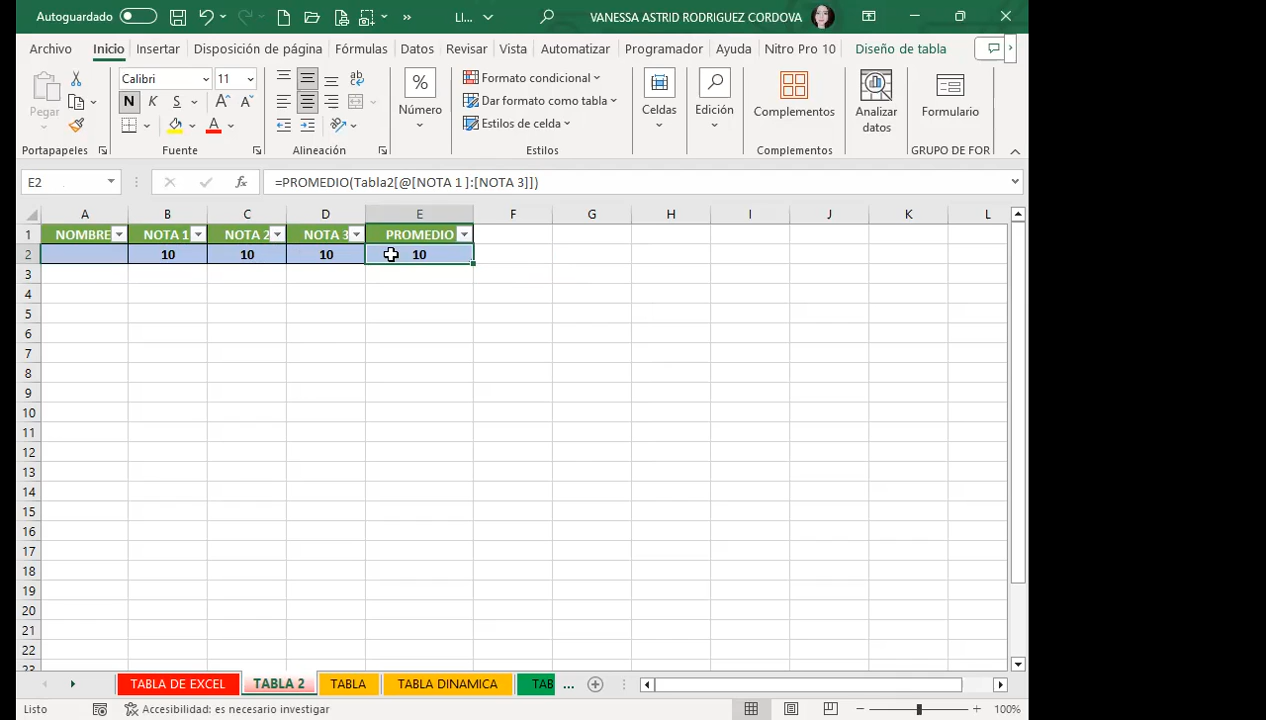 Autoguardado » LI... VANESSA ASTRID RODRIGUEZ CORDOVA
Archivo Inicio Insertar Disposición de página Fórmulas Datos Revisar Vista Automatizar Programador Ayuda Nitro Pro 10 Diseño de tabla
Pegar Calibri 11 Número Formato condicional Celdas Edición Complementos Analizar datos Formulario
N K S Dar formato como tabla
Estilos de celda
Portapapeles Fuente Alineación Estilos Complementos GRUPO DE FOR
E2 fx =PROMEDIO(Tabla2[@[NOTA 1 ]:[NOTA 3]])
A B C D E F G H I J K L
1 NOMBRE NOTA 1 NOTA 2 NOTA 3 PROMEDIO
2 10 10 10 10
3
4
5
6
7
8
9
10
11
12
13
14
15
16
17
18
19
20
21
22
23
TABLA DE EXCEL TABLA 2 TABLA TABLA DINAMICA TAB ...
Listo Accesibilidad: es necesario investigar 100%